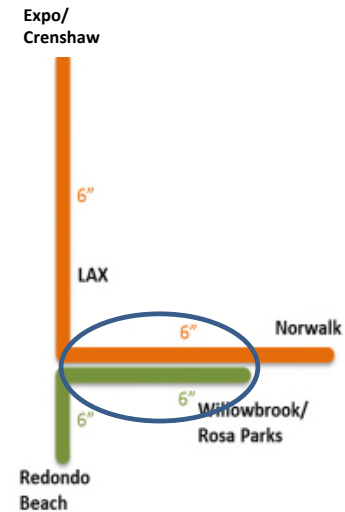 Expo/
Crenshaw
6”
LAX
6”
Norwalk
6”
Willowbrook/
Rosa Parks
6”
Redondo
Beach